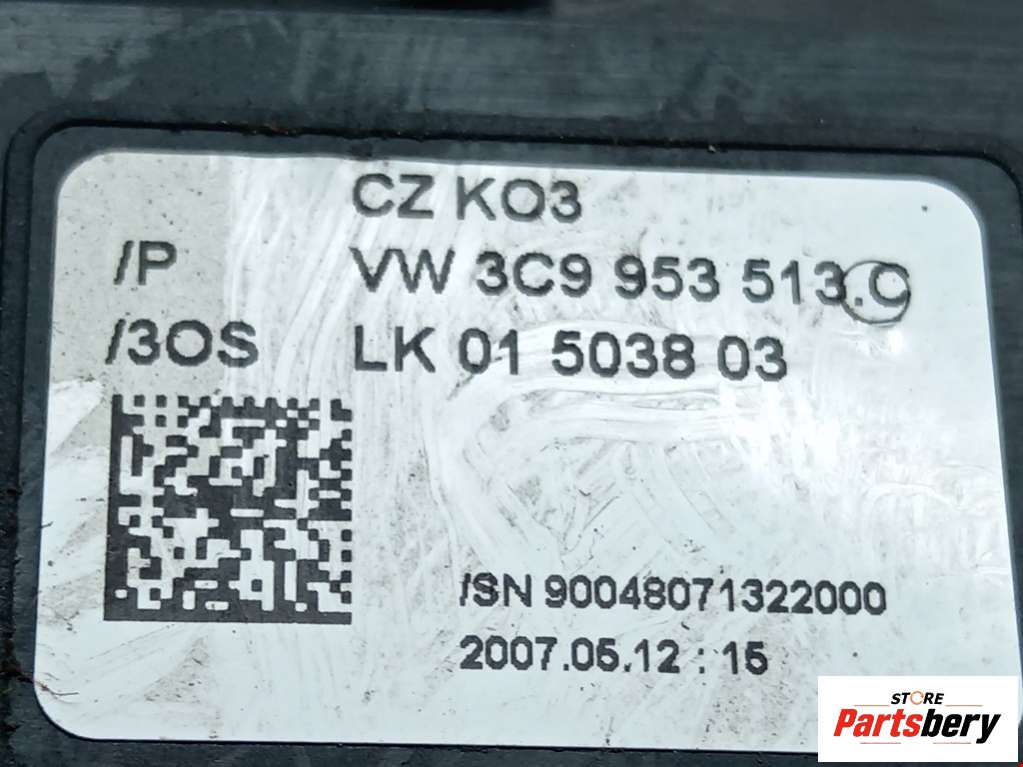 CZ KO3
/P VW 3C9 953 513.C
/3OS LK 01 5038 03
/SN 90048071322000
2007.05.12 : 15
STORE
Partsbery